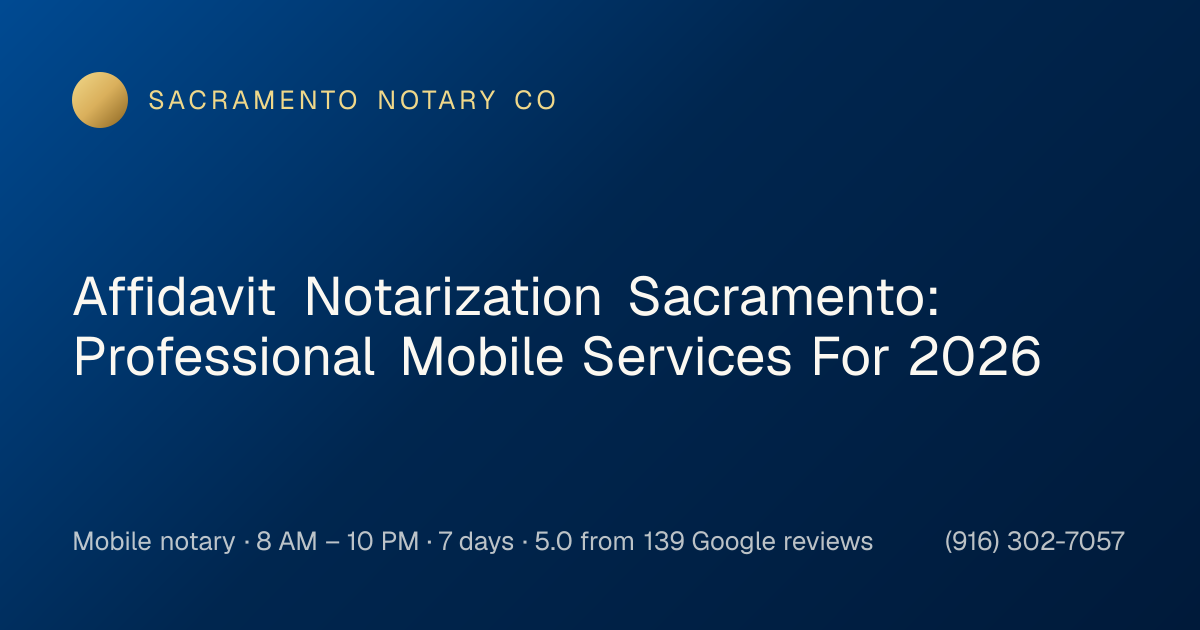 SACRAMENTO NOTARY CO
Affidavit Notarization Sacramento:
Professional Mobile Services For 2026
Mobile notary · 8 AM – 10 PM · 7 days · 5.0 from 139 Google reviews (916) 302-7057